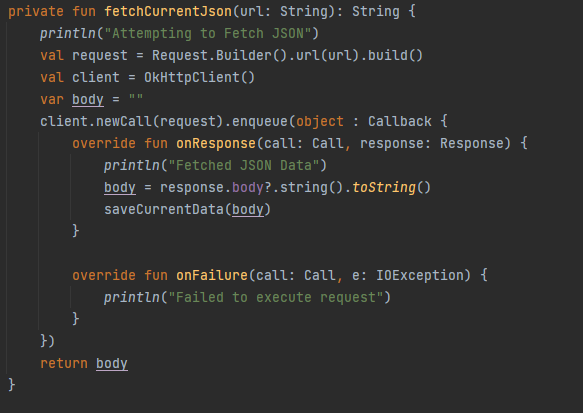 private fun fetchCurrentJson(url: String): String {
    println("Attempting to Fetch JSON")
    val request = Request.Builder().url(url).build()
    val client = OkHttpClient()
    var body = ""
    client.newCall(request).enqueue(object : Callback {
        override fun onResponse(call: Call, response: Response) {
            println("Fetched JSON Data")
            body = response.body?.string().toString()
            saveCurrentData(body)
        }

        override fun onFailure(call: Call, e: IOException) {
            println("Failed to execute request")
        }
    })
    return body
}